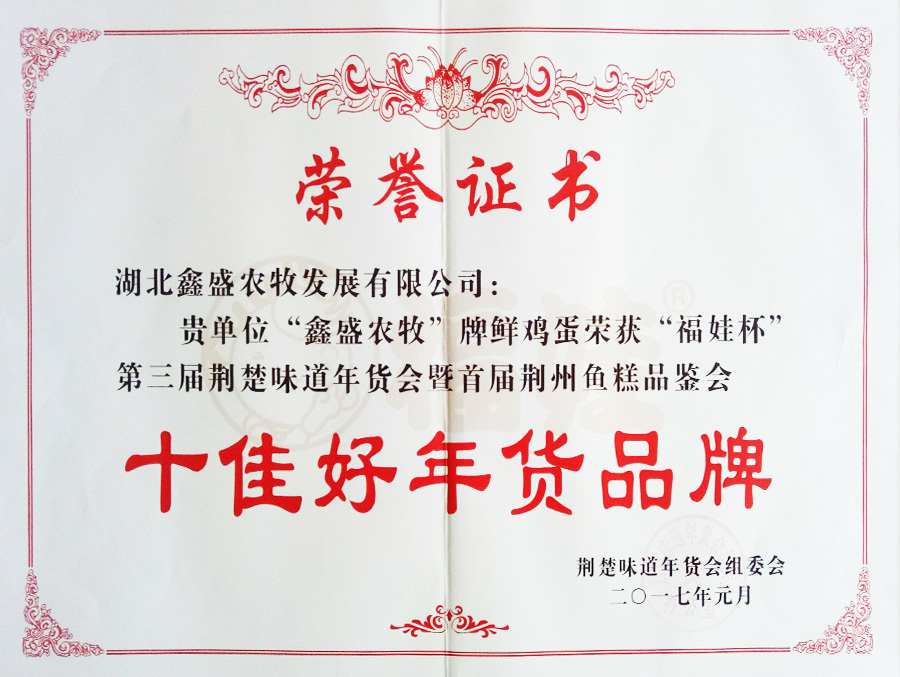 荣誉证书
湖北鑫盛农牧发展有限公司：
贵单位“鑫盛农牧”牌鲜鸡蛋荣获“福娃杯”
第三届荆楚味道年货会暨首届荆州鱼糕品鉴会
十佳好年货品牌
荆楚味道年货会组委会
二〇一七年元月
福娃®